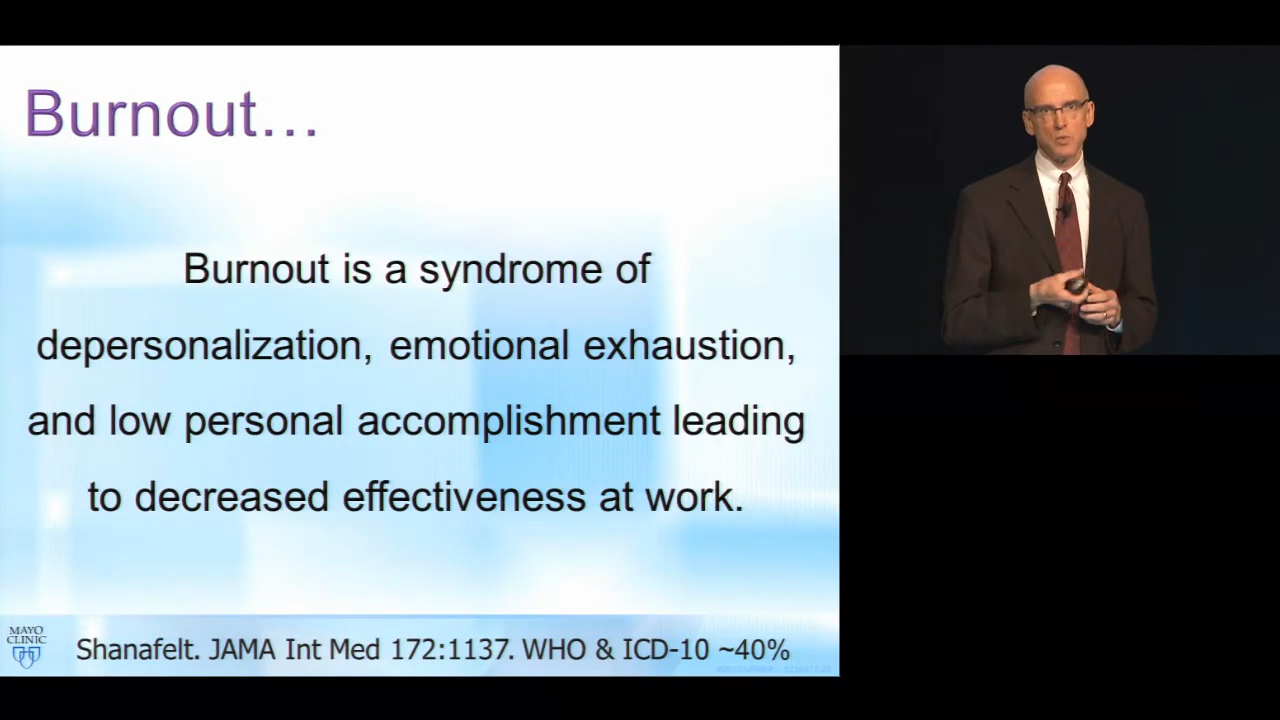 Burnout...
Burnout is a syndrome of
depersonalization, emotional exhaustion,
and low personal accomplishment leading
to decreased effectiveness at work.
MAYO
CLINIC
Shanafelt. JAMA Int Med 172:1137. WHO & ICD-10 ~40%